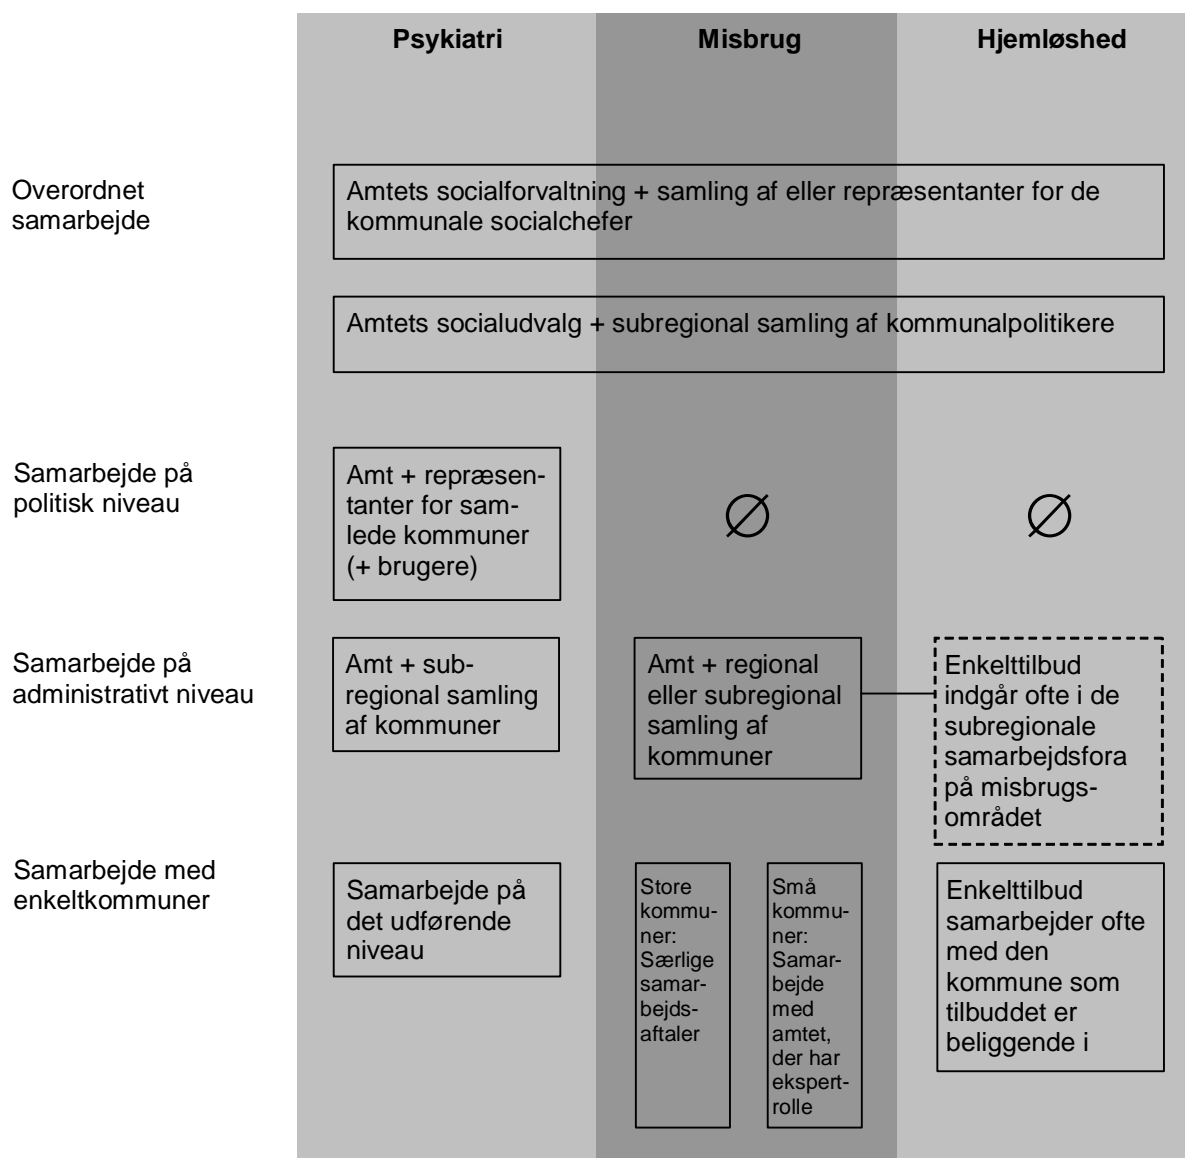 Psykiatri
Misbrug
Hjemløshed
Overordnet
samarbejde
Amtets socialforvaltning + samling af eller repræsentanter for de
kommunale socialchefer
Amtets socialudvalg + subregional samling af kommunalpolitikere
Samarbejde på
politisk niveau
Amt + repræsen-
tanter for sam-
lede kommuner
(+ brugere)
Ø
Ø
Samarbejde på
administrativt niveau
Amt + sub-
regional samling
af kommuner
Amt + regional
eller subregional
samling af
kommuner
Enkelttilbud
indgår ofte i de
subregionale
samarbejdsfora
på misbrugs-
området
Samarbejde med
enkeltkommuner
Samarbejde på
det udførende
niveau
Store
kommu-
ner:
Særlige
samar-
bejds-
aftaler
Små
kommu-
ner:
Samar-
bejde
med
amtet,
der har
ekspert-
rolle
Enkelttilbud
samarbejder ofte
med den
kommune som
tilbuddet er
beliggende i